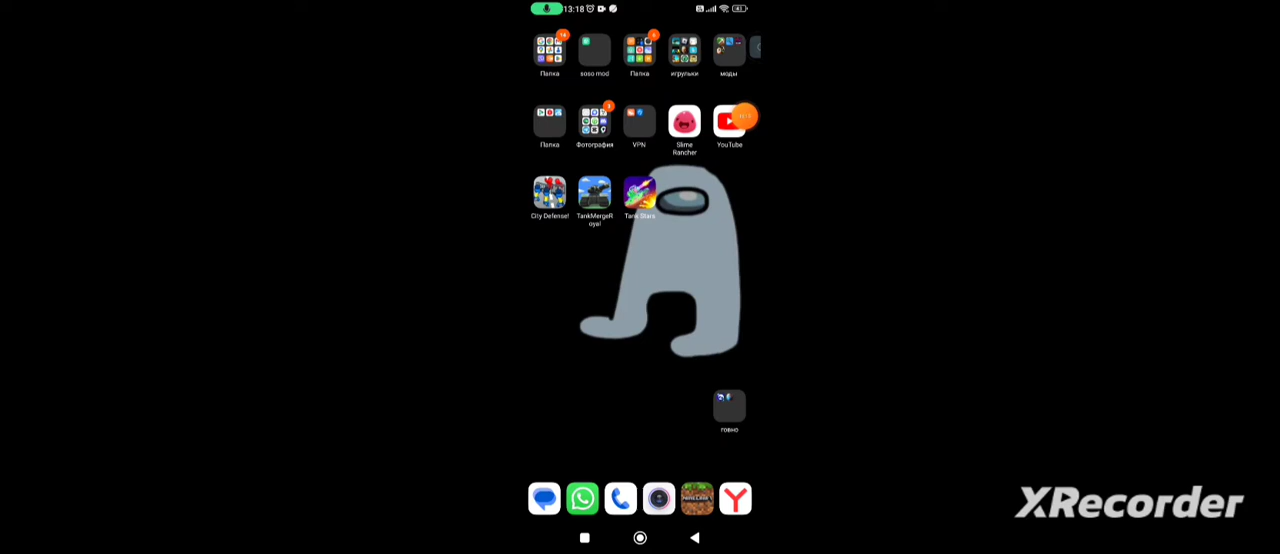 13:18
Папка
soso mod
Папка
игрульки
моды
Папка
Фотография
VPN
Slime
Rancher
YouTube
City Defense!
TankMergeR
oyal
Tank Stars
говно
MINECRAFT
XRecorder